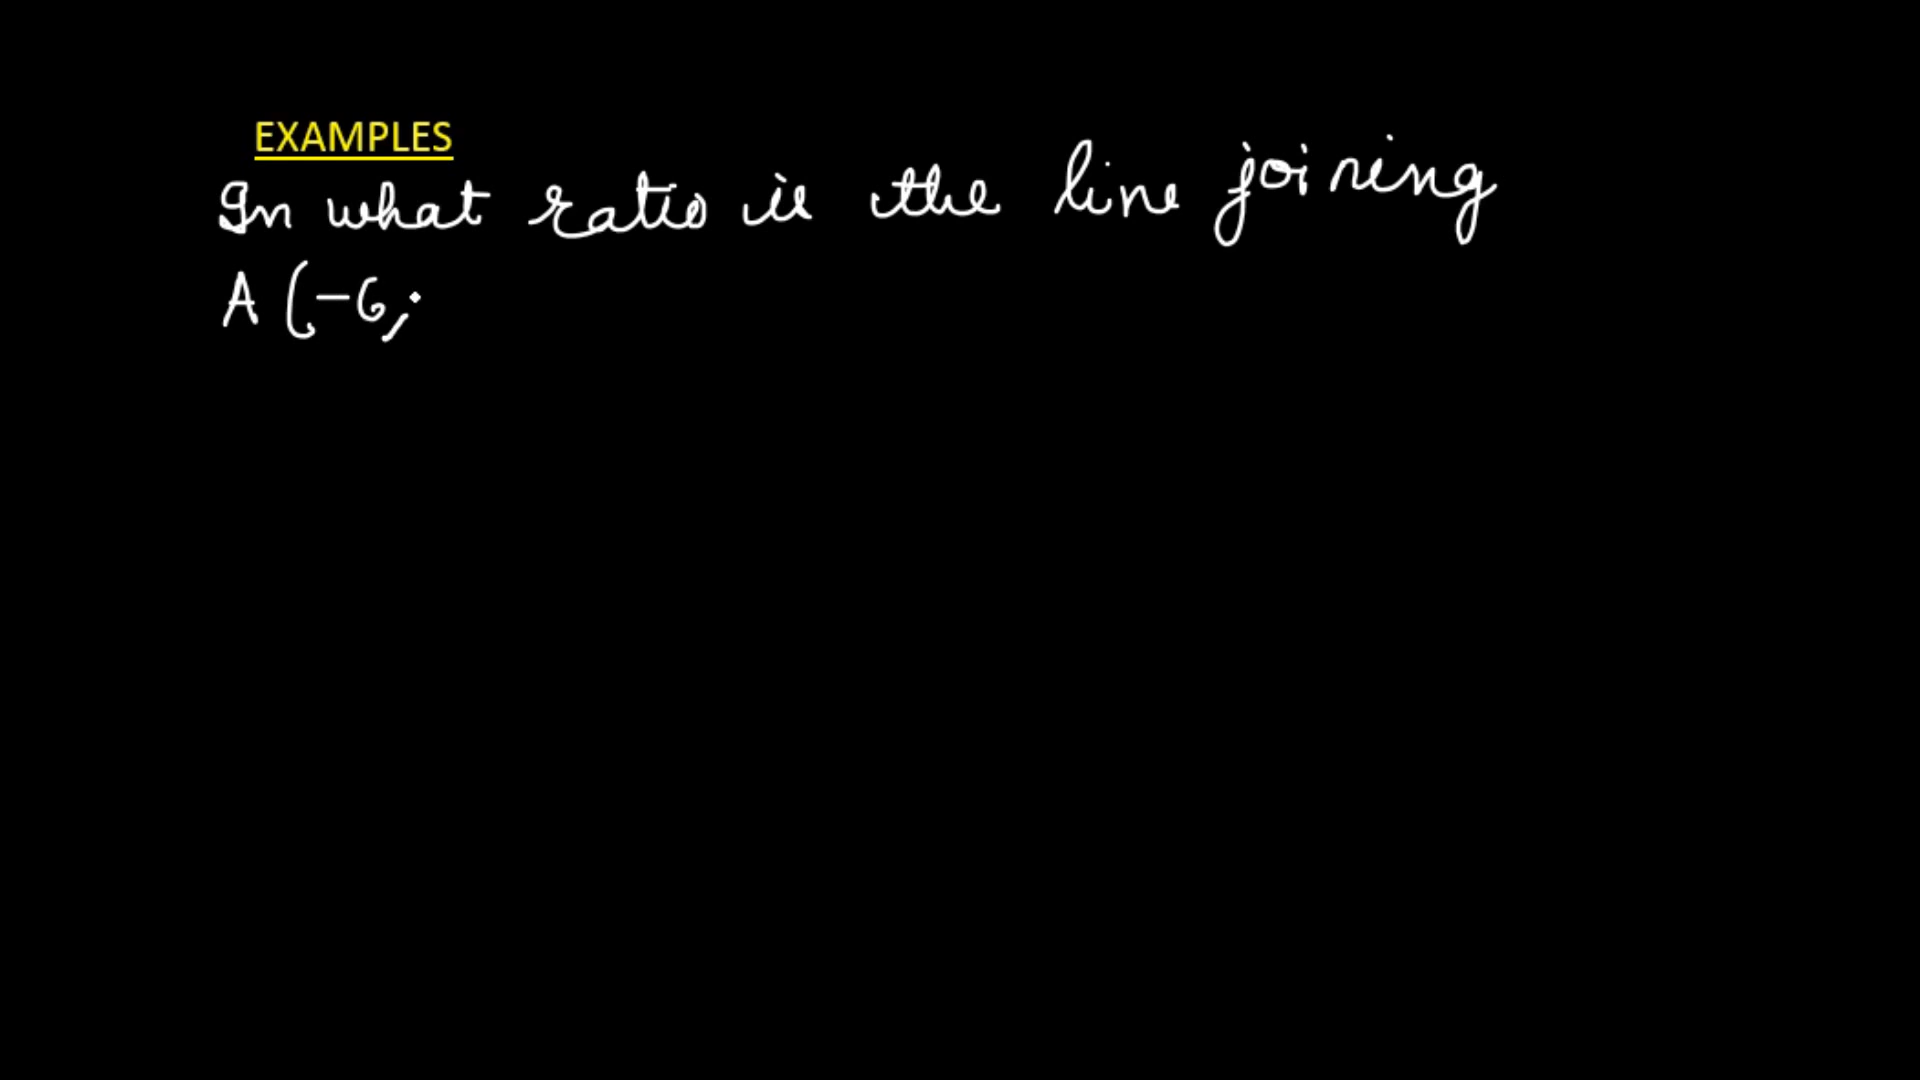 EXAMPLES
In what ratio is the line joining
A (-6,